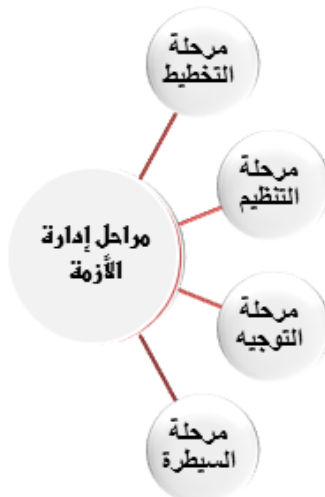 مرحلة
التخطيط
مرحلة
التنظيم
مراحل إدارة
الأزمة
مرحلة
التوجيه
مرحلة
السيطرة